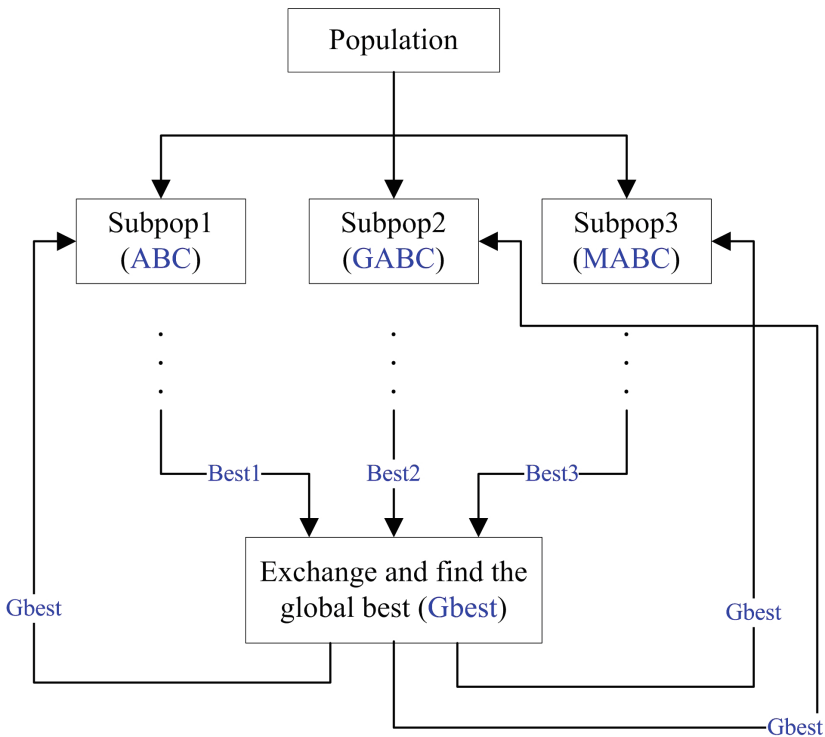 Population
Subpop1
(ABC)
Subpop2
(GABC)
Subpop3
(MABC)
Best1
Best2
Best3
Exchange and find the
global best (Gbest)
Gbest
Gbest
Gbest